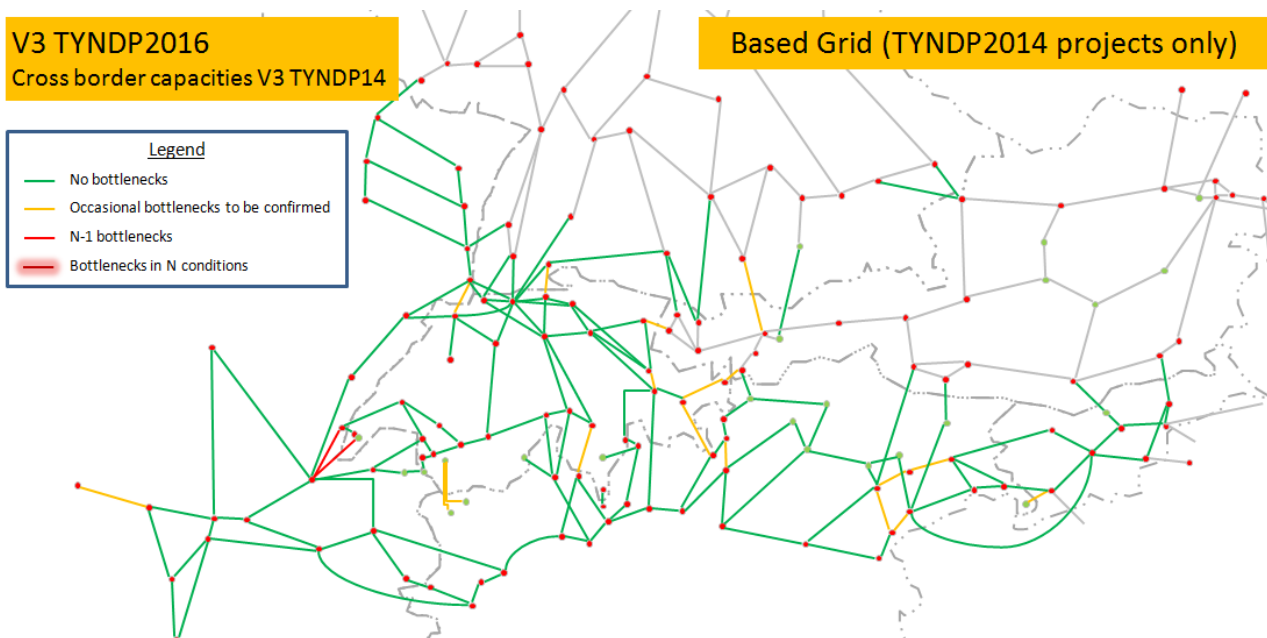 V3 TYNDP2016
Cross border capacities V3 TYNDP14
Based Grid (TYNDP2014 projects only)
Legend
No bottlenecks
Occasional bottlenecks to be confirmed
N-1 bottlenecks
Bottlenecks in N conditions